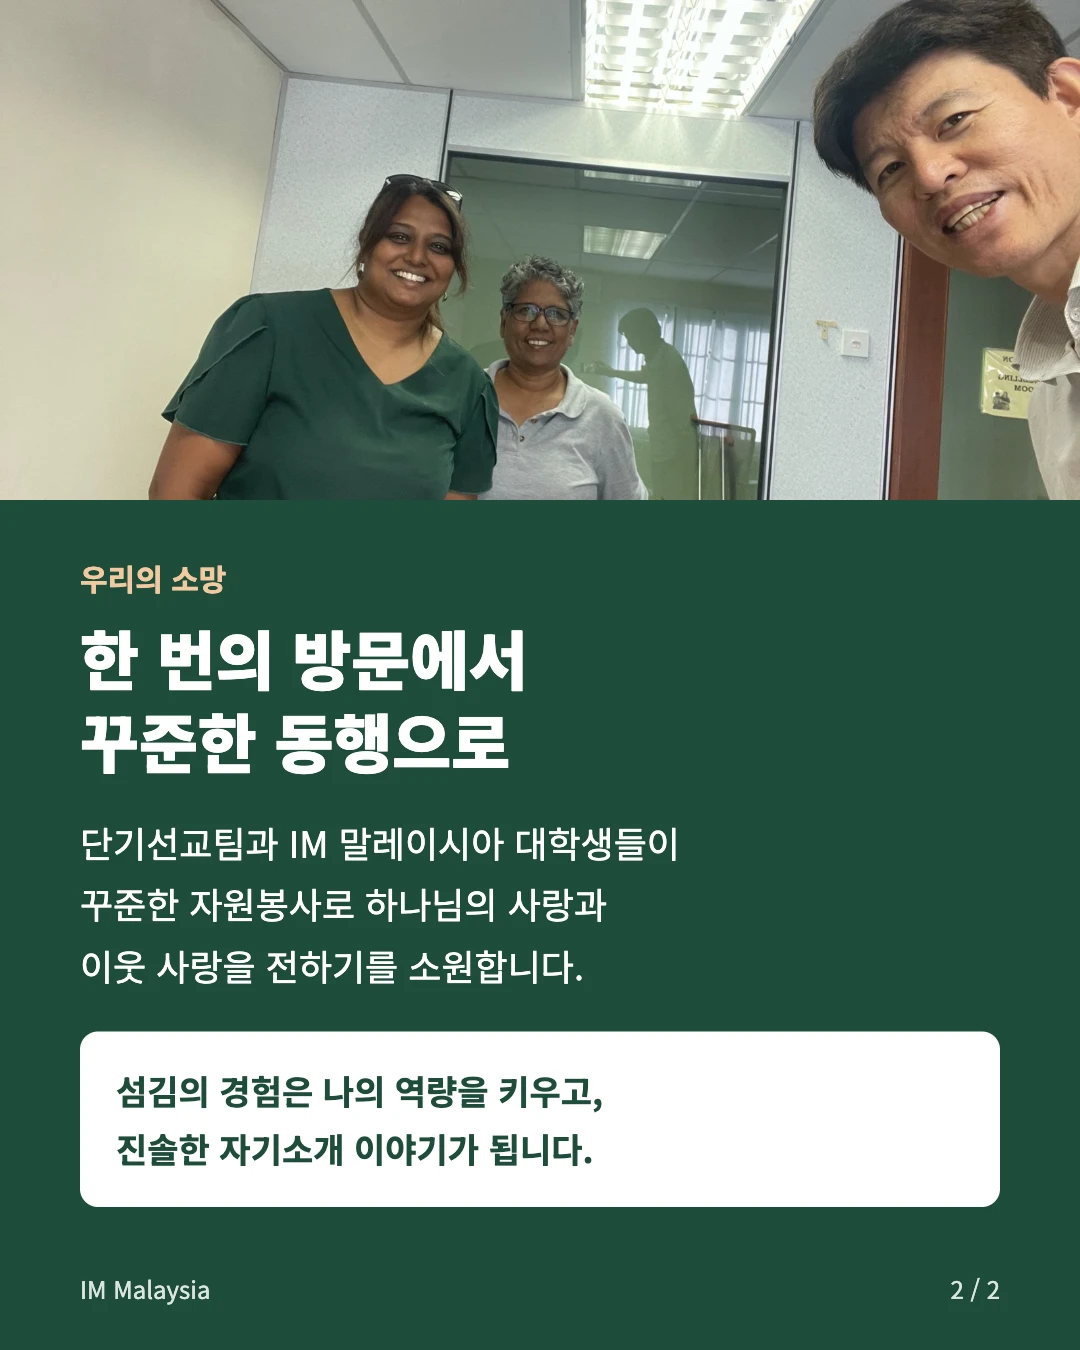 우리의 소망
한 번의 방문에서
꾸준한 동행으로
단기선교팀과 IM 말레이시아 대학생들이
꾸준한 자원봉사로 하나님의 사랑과
이웃 사랑을 전하기를 소원합니다.
섬김의 경험은 나의 역량을 키우고,
진솔한 자기소개 이야기가 됩니다.
IM Malaysia
2 / 2